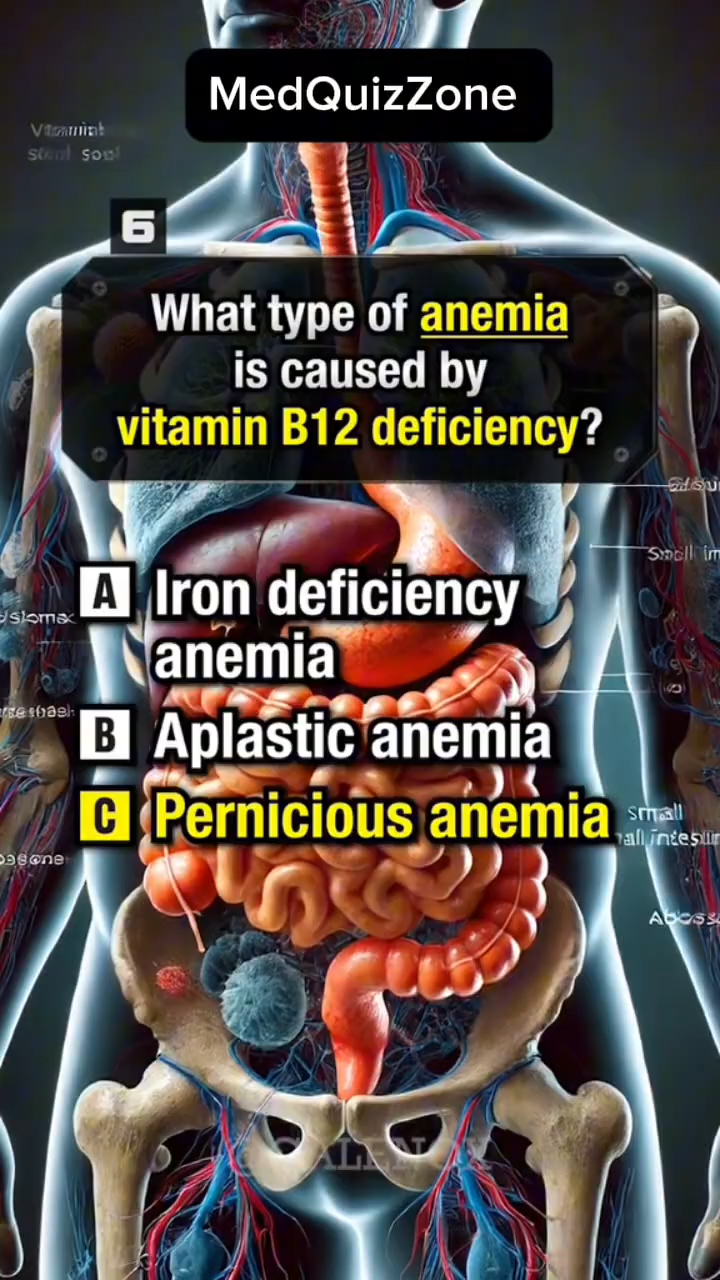 MedQuizZone
6
What type of anemia
is caused by
vitamin B12 deficiency?
A Iron deficiency
anemia
B Aplastic anemia
C Pernicious anemia
small